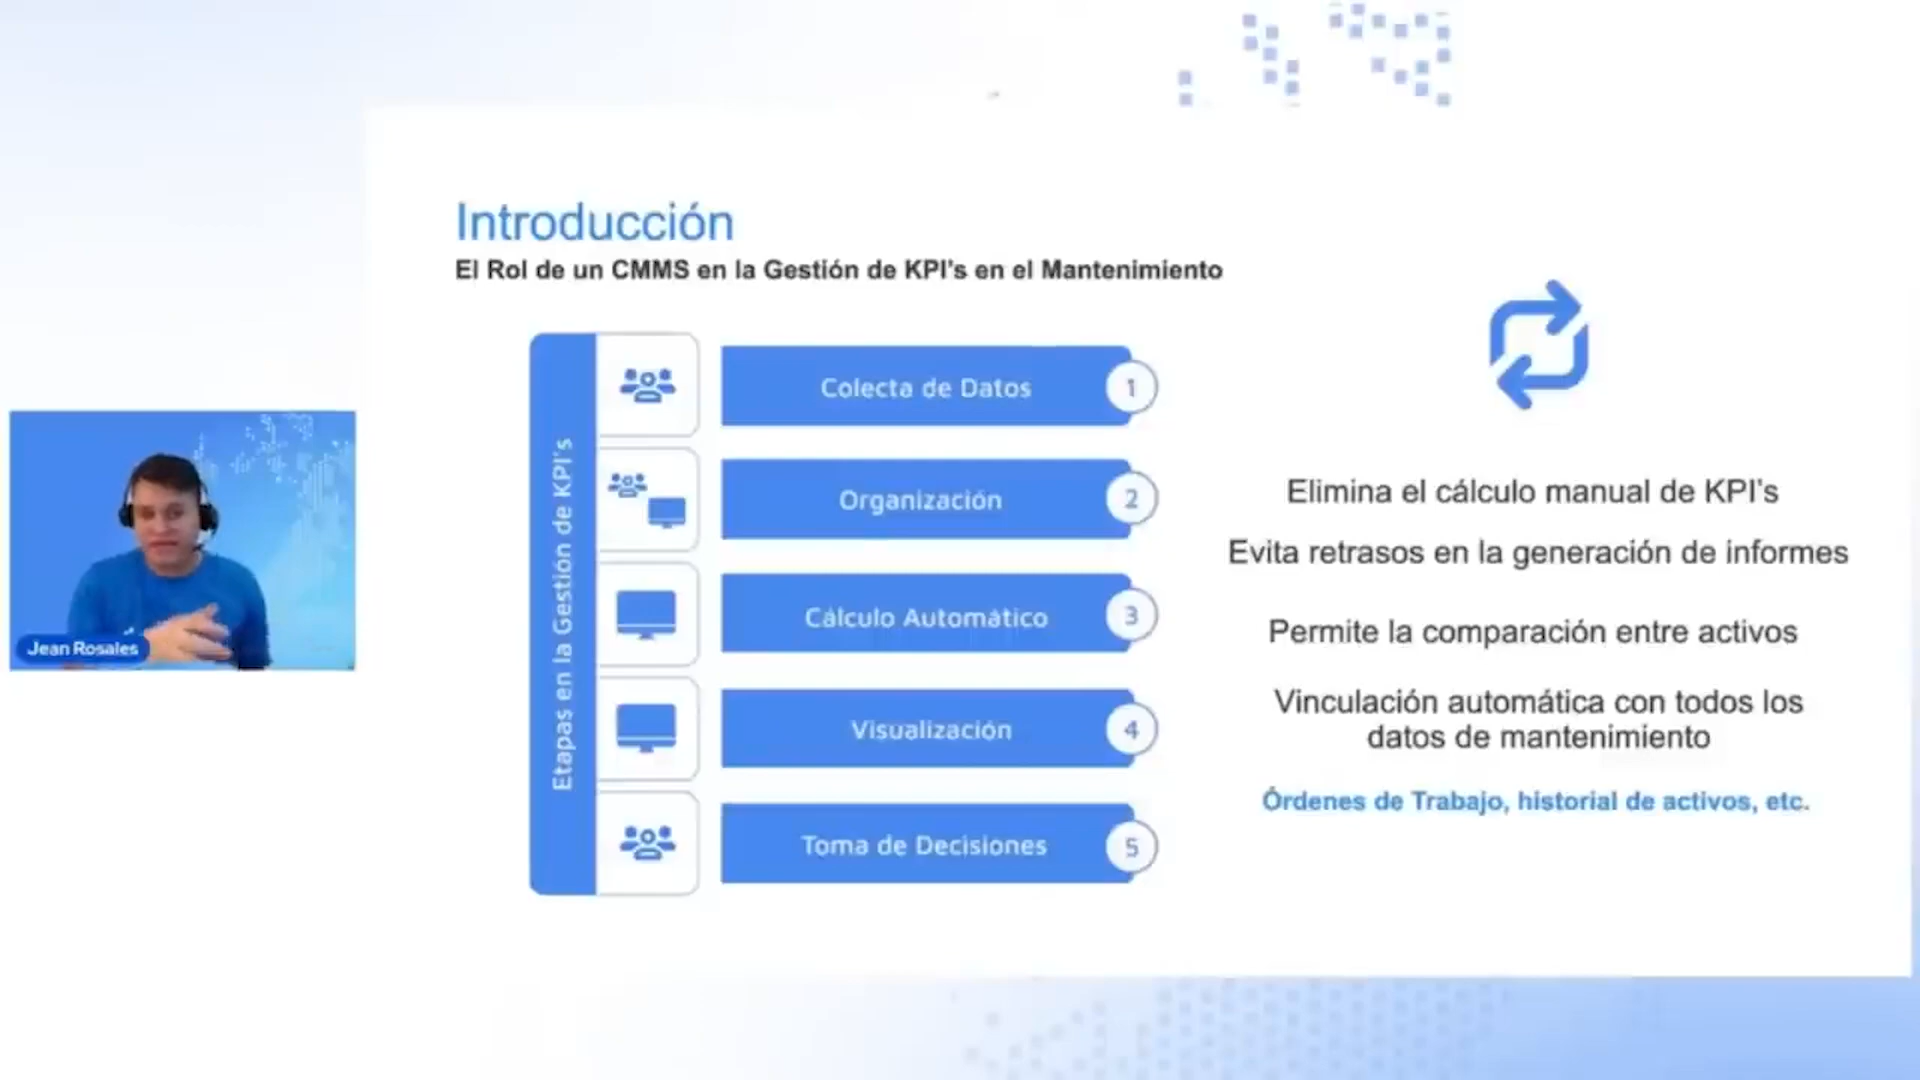 Introducción
El Rol de un CMMS en la Gestión de KPI's en el Mantenimiento
Etapas en la Gestión de KPI's
Colecta de Datos 1
Organización 2
Cálculo Automático 3
Visualización 4
Toma de Decisiones 5
Elimina el cálculo manual de KPI's
Evita retrasos en la generación de informes
Permite la comparación entre activos
Vinculación automática con todos los
datos de mantenimiento
Órdenes de Trabajo, historial de activos, etc.
Jean Rosales